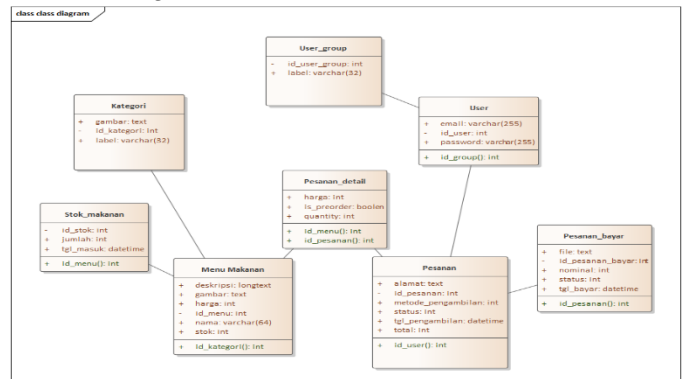 class class diagram
User_group
- id_user_group: int
+ label: varchar(32)
User
+ email: varchar(255)
- id_user: int
+ password: varchar(255)
+ id_group(): int
Kategori
+ gambar: text
- id_kategori: int
+ label: varchar(32)
Pesanan_detail
+ harga: int
+ is_preorder: boolen
+ quantity: int
+ id_menu(): int
+ id_pesanan(): int
Stok_makanan
- id_stok: int
+ jumlah: int
+ tgl_masuk: datetime
+ id_menu(): int
Menu Makanan
+ deskripsi: longtext
+ gambar: text
+ harga: int
- id_menu: int
+ nama: varchar(64)
+ stok: int
+ id_kategori(): int
Pesanan
+ alamat: text
- id_pesanan: int
+ metode_pengambilan: int
+ status: int
+ tgl_pengambilan: datetime
+ total: int
+ id_user(): int
Pesanan_bayar
+ file: text
- id_pesanan_bayar: int
+ nominal: int
+ status: int
+ tgl_bayar: datetime
+ id_pesanan(): int